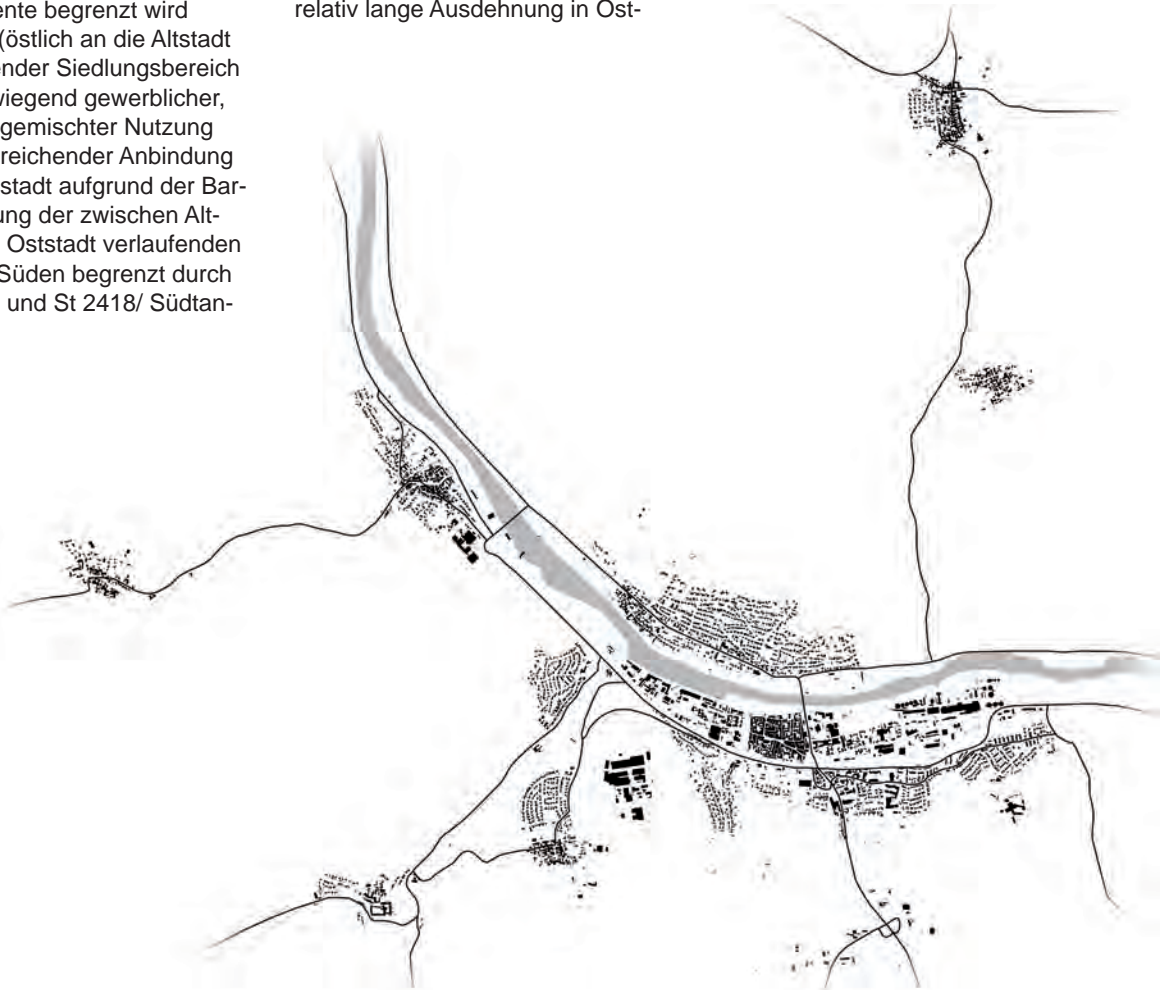 ente begrenzt wird
(östlich an die Altstadt
ender Siedlungsbereich
wiegend gewerblicher,
gemischter Nutzung
reichender Anbindung
stadt aufgrund der Bar-
ung der zwischen Alt-
Oststadt verlaufenden
Süden begrenzt durch
und St 2418/ Südtan-
relativ lange Ausdehnung in Ost-